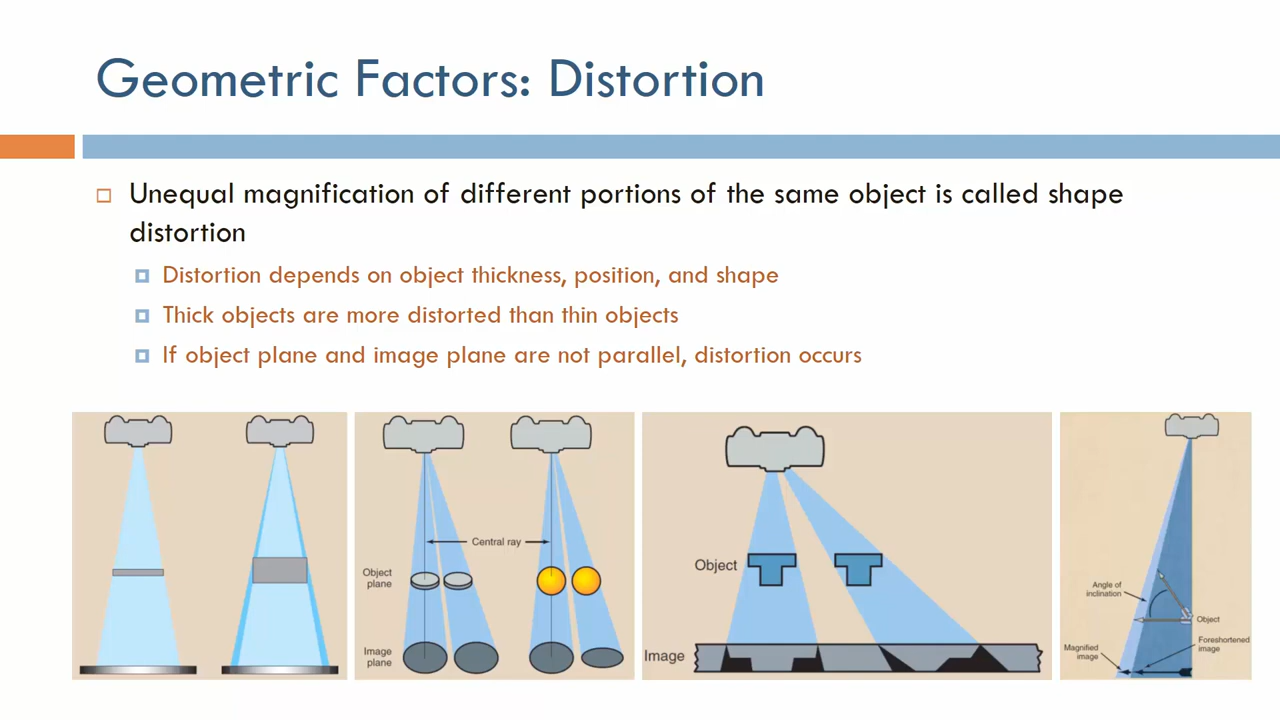 Geometric Factors: Distortion
Unequal magnification of different portions of the same object is called shape
distortion
Distortion depends on object thickness, position, and shape
Thick objects are more distorted than thin objects
If object plane and image plane are not parallel, distortion occurs
Central ray
Object
plane
Image
plane
Object
Image
Angle of
inclination
Object
Magnified
image
Foreshortened
image